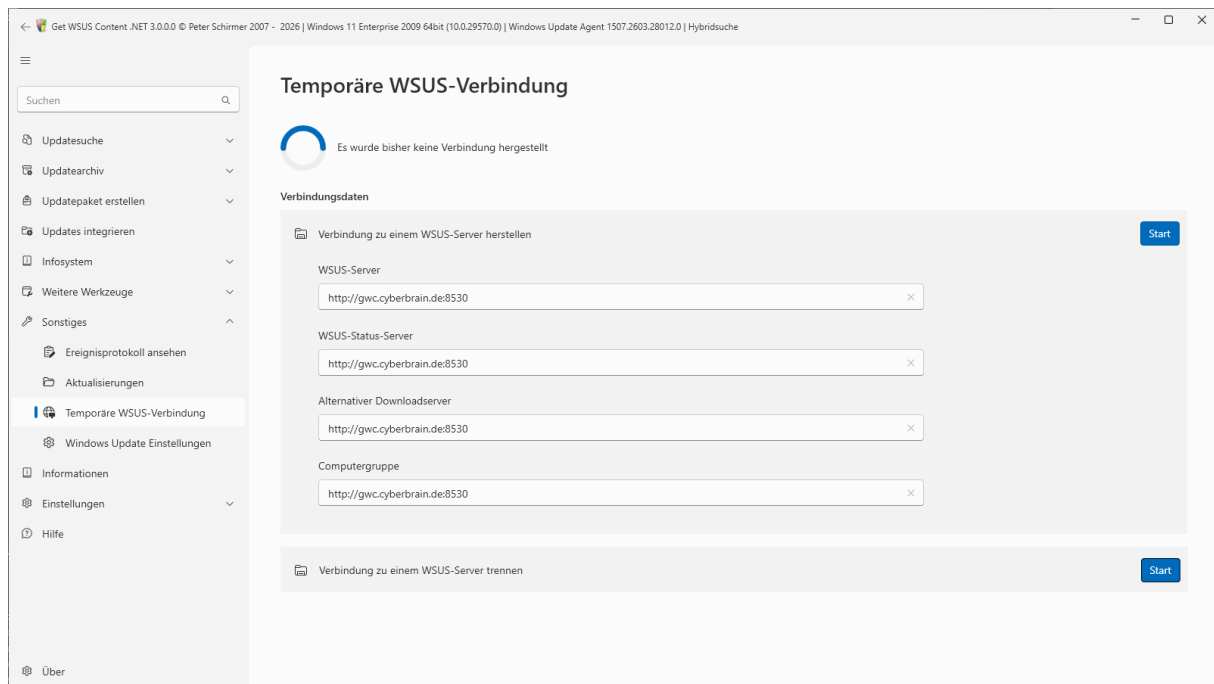 Get WSUS Content .NET 3.0.0.0 © Peter Schirmer 2007 - 2026 | Windows 11 Enterprise 2009 64bit (10.0.29570.0) | Windows Update Agent 1507.2603.28012.0 | Hybridsuche
Suchen
Updatesuche
Updatearchiv
Updatepaket erstellen
Updates integrieren
Infosystem
Weitere Werkzeuge
Sonstiges
Ereignisprotokoll ansehen
Aktualisierungen
Temporäre WSUS-Verbindung
Windows Update Einstellungen
Informationen
Einstellungen
Hilfe
Über
Temporäre WSUS-Verbindung
Es wurde bisher keine Verbindung hergestellt
Verbindungsdaten
Verbindung zu einem WSUS-Server herstellen
Start
WSUS-Server
http://gwc.cyberbrain.de:8530
WSUS-Status-Server
http://gwc.cyberbrain.de:8530
Alternativer Downloadserver
http://gwc.cyberbrain.de:8530
Computergruppe
http://gwc.cyberbrain.de:8530
Verbindung zu einem WSUS-Server trennen
Start